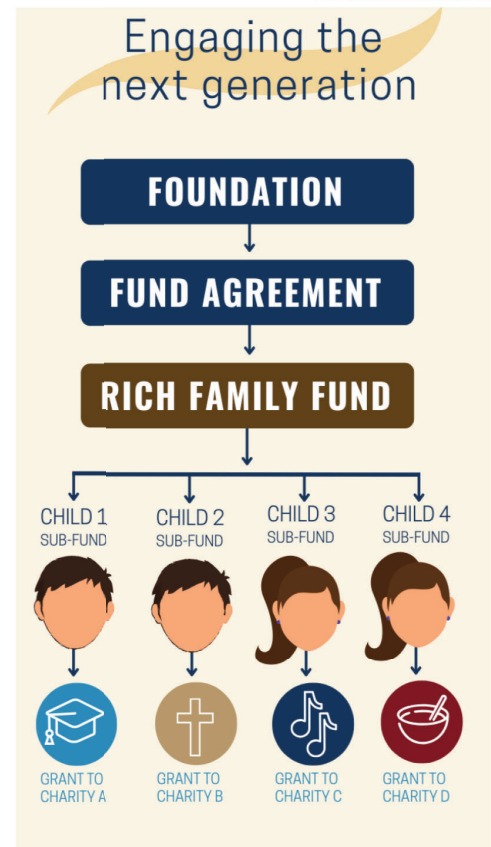 Engaging the
next generation
FOUNDATION
FUND AGREEMENT
RICH FAMILY FUND
CHILD 1
SUB-FUND
CHILD 2
SUB-FUND
CHILD 3
SUB-FUND
CHILD 4
SUB-FUND
GRANT TO
CHARITY A
GRANT TO
CHARITY B
GRANT TO
CHARITY C
GRANT TO
CHARITY D